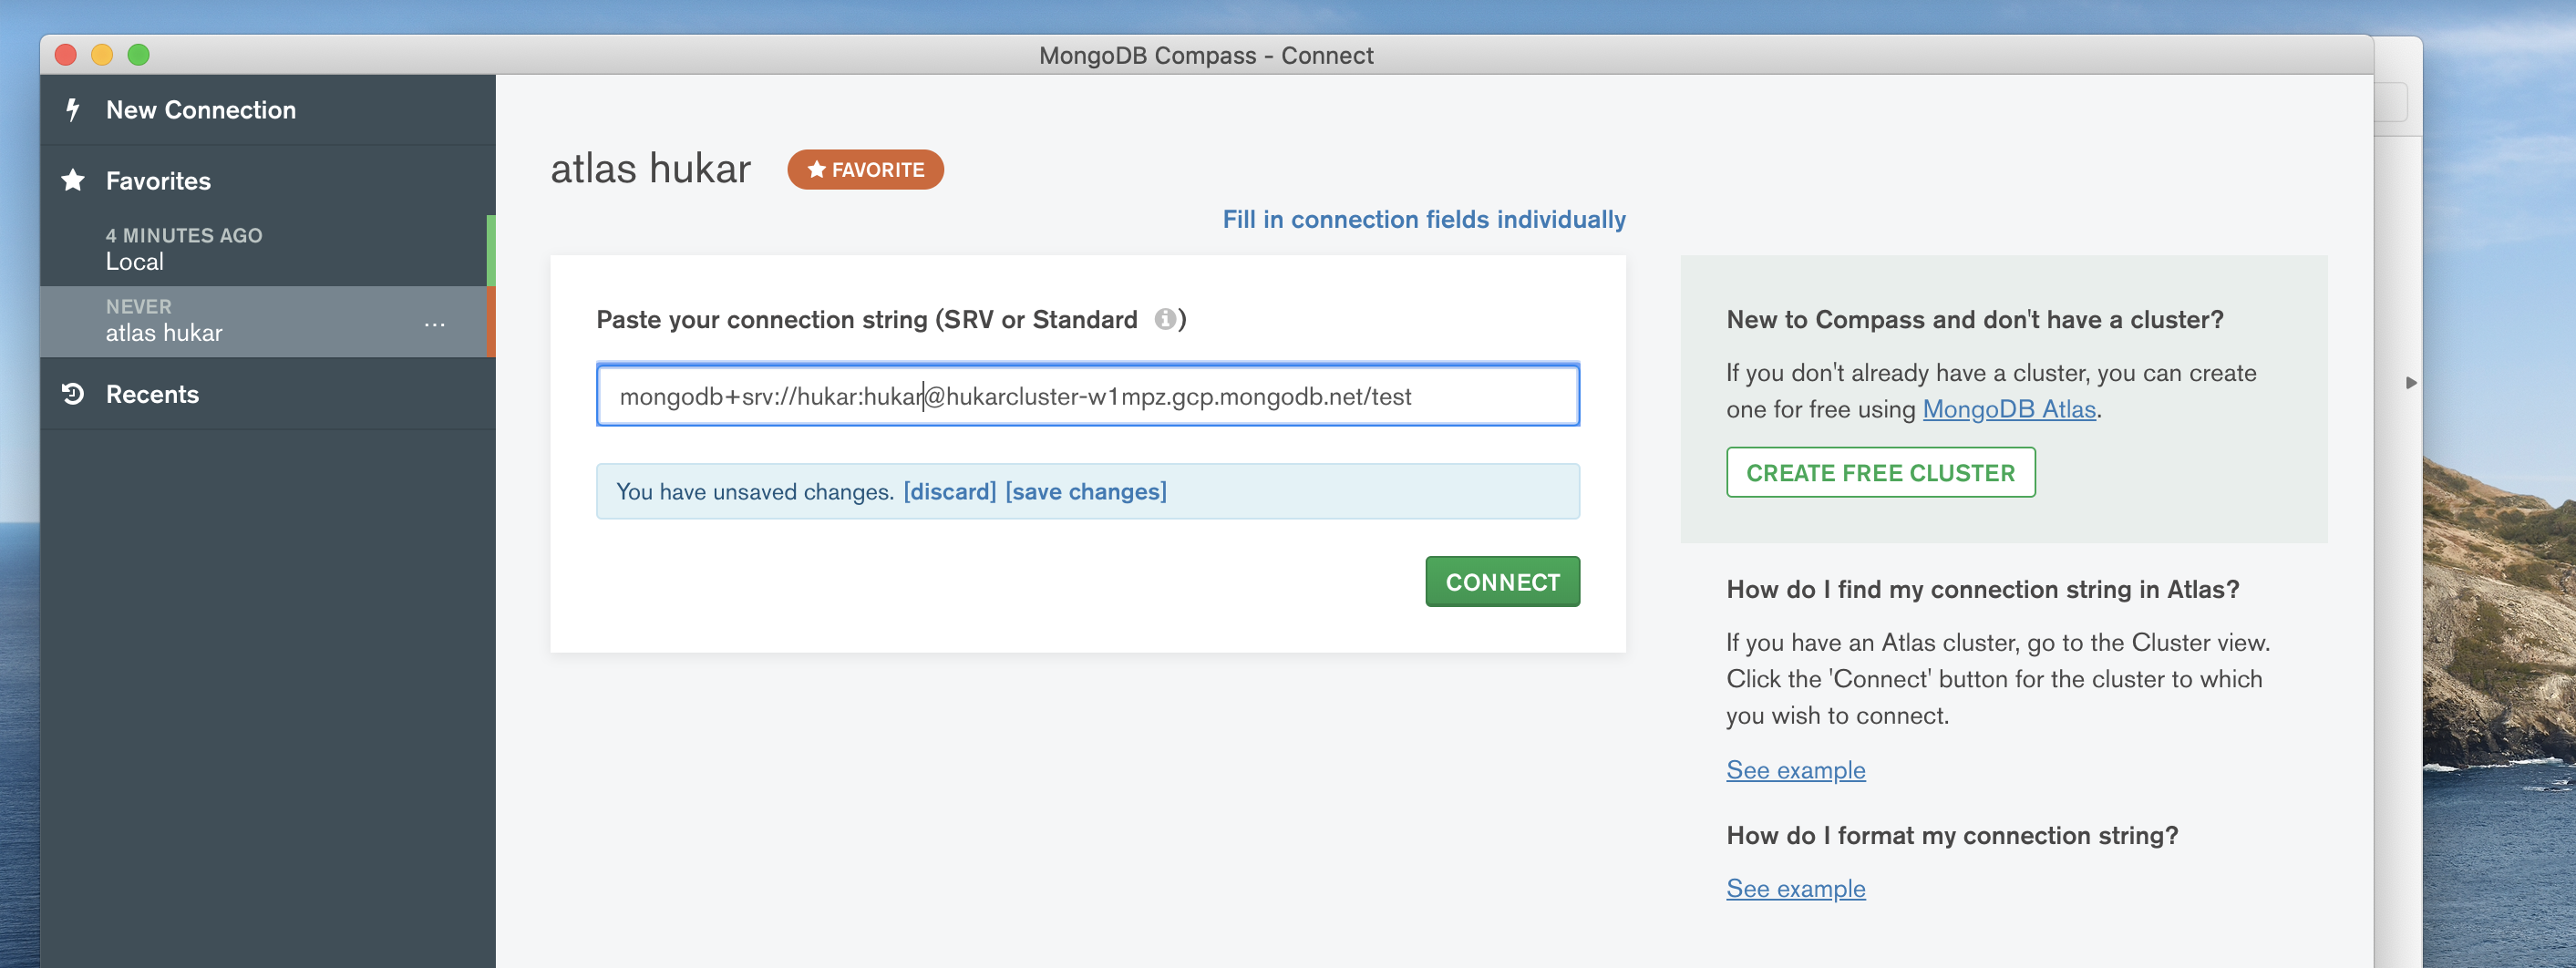 MongoDB Compass - Connect
New Connection
Favorites
4 MINUTES AGO
Local
NEVER
atlas hukar
...
Recents
atlas hukar
FAVORITE
Fill in connection fields individually
Paste your connection string (SRV or Standard )
mongodb+srv://hukar:hukar@hukarcluster-w1mpz.gcp.mongodb.net/test
You have unsaved changes. [discard] [save changes]
CONNECT
New to Compass and don't have a cluster?
If you don't already have a cluster, you can create
one for free using MongoDB Atlas.
CREATE FREE CLUSTER
How do I find my connection string in Atlas?
If you have an Atlas cluster, go to the Cluster view.
Click the 'Connect' button for the cluster to which
you wish to connect.
See example
How do I format my connection string?
See example